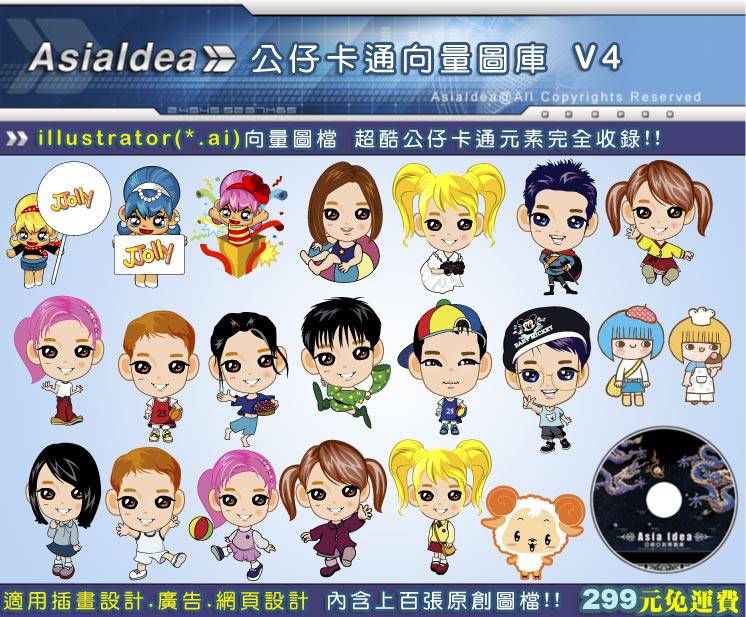 AsiaIdea 公仔卡通向量圖庫 V4
AsiaIdea@All Copyrights Reserved
illustrator(*.ai)向量圖檔 超酷公仔卡通元素完全收錄!!
JJolly
JJolly
BABY MICKEY
23
23
Asia Idea
適用插畫設計.廣告.網頁設計 內含上百張原創圖檔!! 299元免運費